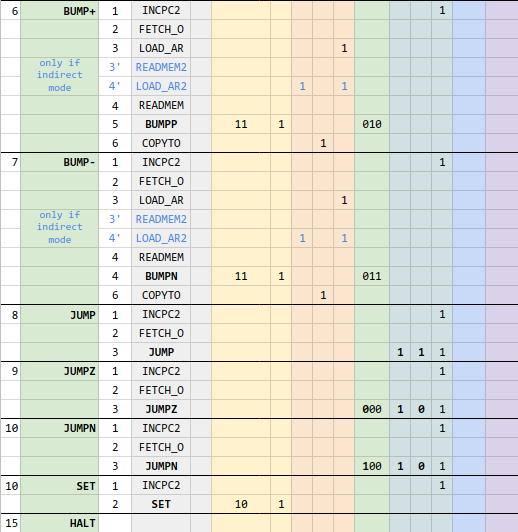 6 BUMP+ 1 INCPC2 1
2 FETCH_O
3 LOAD_AR 1
only if indirect mode 3' READMEM2
4' LOAD_AR2 1 1
4 READMEM
5 BUMPP 11 1 010
6 COPYTO 1
7 BUMP- 1 INCPC2 1
2 FETCH_O
3 LOAD_AR 1
only if indirect mode 3' READMEM2
4' LOAD_AR2 1 1
4 READMEM
4 BUMPN 11 1 011
6 COPYTO 1
8 JUMP 1 INCPC2 1
2 FETCH_O
3 JUMP 1 1 1
9 JUMPZ 1 INCPC2 1
2 FETCH_O
3 JUMPZ 000 1 0 1
10 JUMPN 1 INCPC2 1
2 FETCH_O
3 JUMPN 100 1 0 1
10 SET 1 INCPC2 1
2 SET 10 1
15 HALT